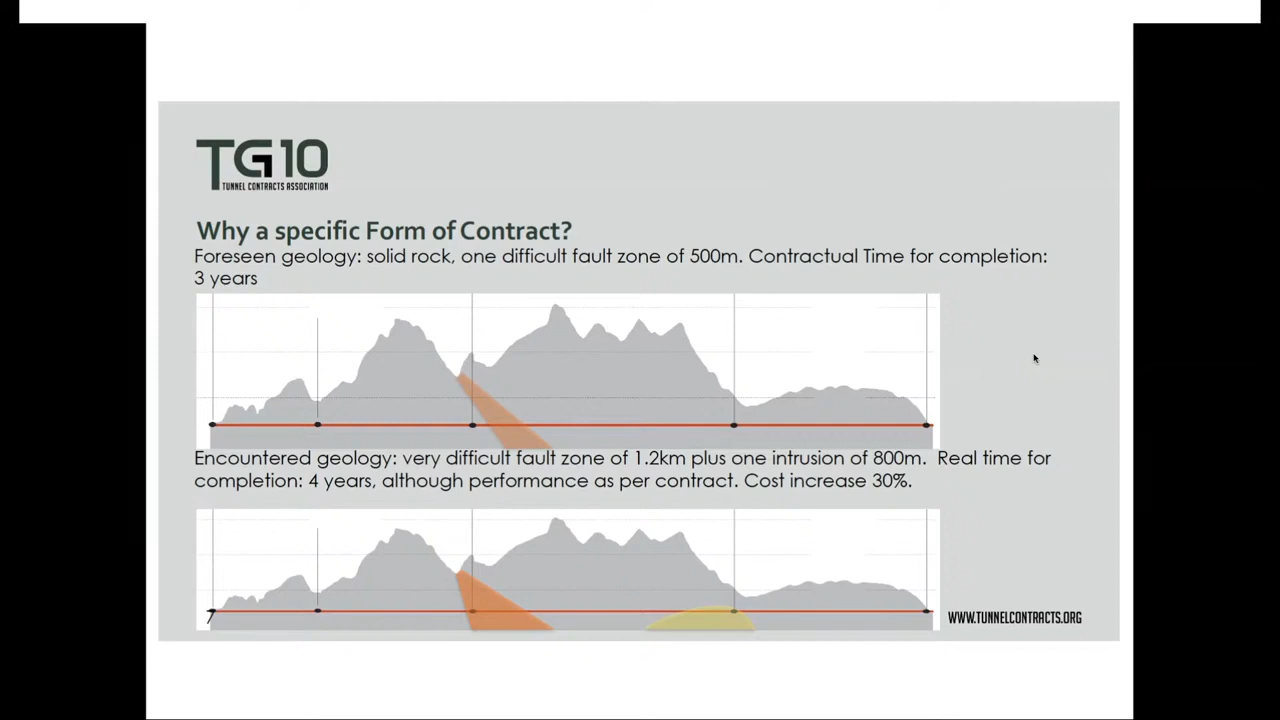 TG10
TUNNEL CONTRACTS ASSOCIATION
Why a specific Form of Contract?
Foreseen geology: solid rock, one difficult fault zone of 500m. Contractual Time for completion:
3 years
Encountered geology: very difficult fault zone of 1.2km plus one intrusion of 800m.  Real time for
completion: 4 years, although performance as per contract. Cost increase 30%.
7
WWW.TUNNELCONTRACTS.ORG